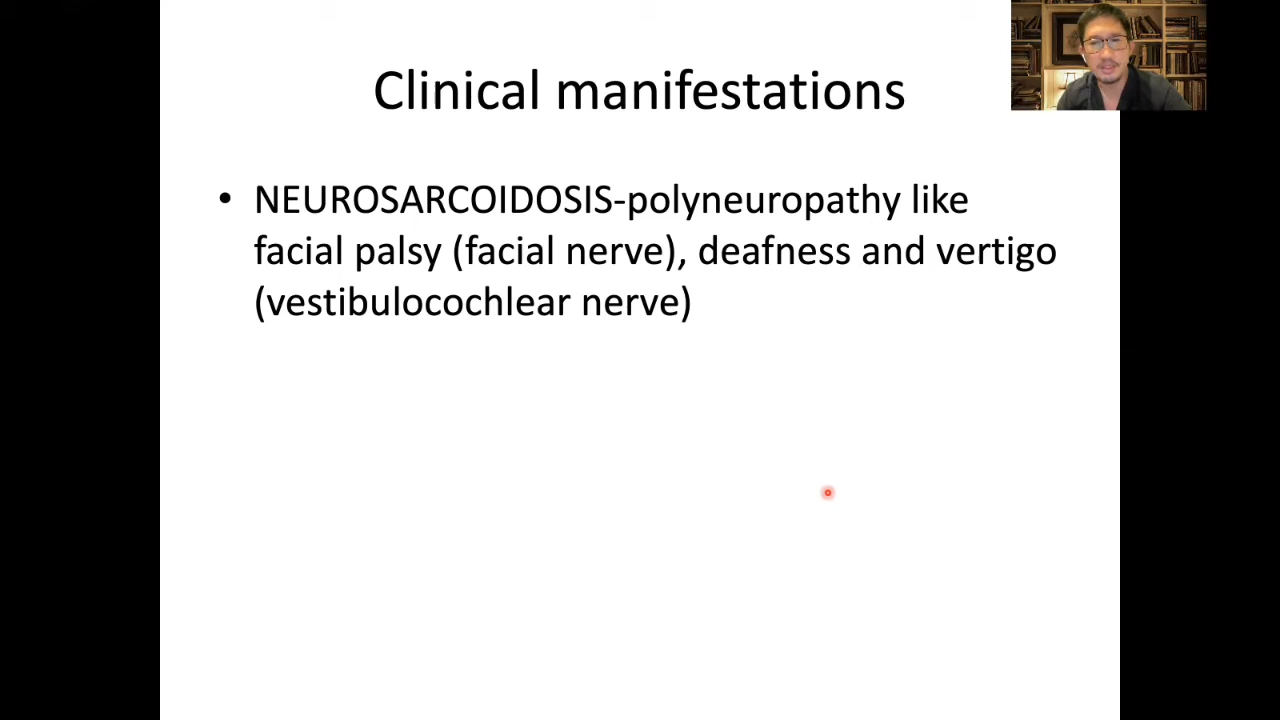 Clinical manifestations
• NEUROSARCOIDOSIS-polyneuropathy like
facial palsy (facial nerve), deafness and vertigo
(vestibulocochlear nerve)